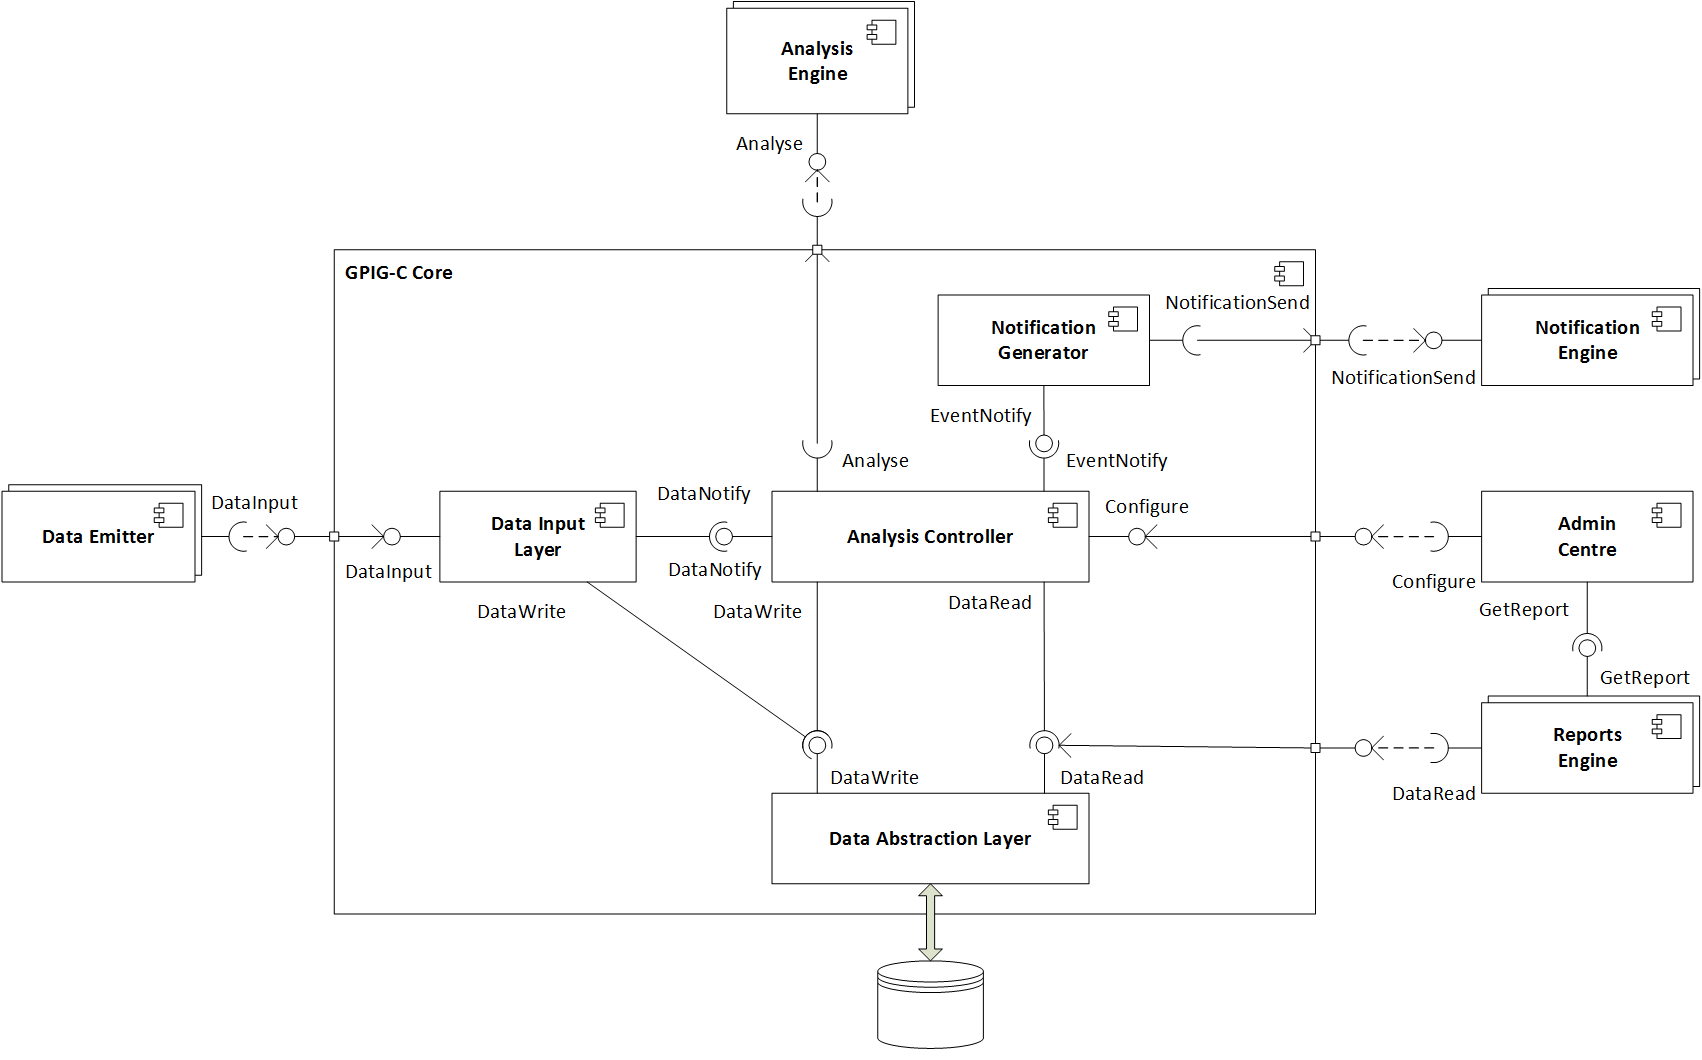 Analysis
Engine
Analyse
GPIG-C Core
NotificationSend
Notification
Generator
Notification
Engine
NotificationSend
EventNotify
EventNotify
Analyse
DataInput
Data Emitter
DataInput
Data Input
Layer
DataNotify
DataNotify
Analysis Controller
Configure
Admin
Centre
Configure
DataWrite
DataWrite
DataRead
GetReport
GetReport
Reports
Engine
DataRead
DataWrite
DataRead
Data Abstraction Layer